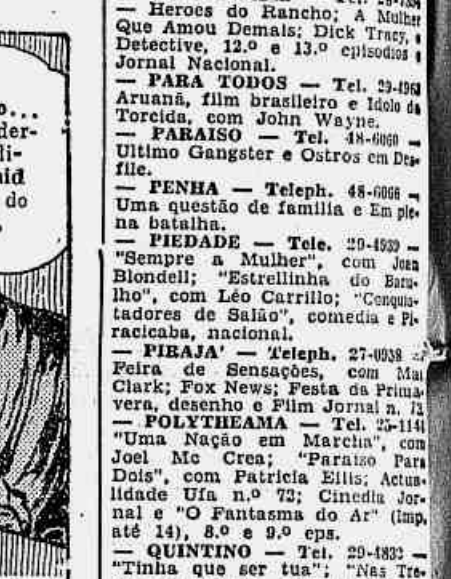 o...
der-
li-
aid
do
— Heroes do Rancho; A Mulher
Que Amou Demais; Dick Tracy, o
Detective, 12.º e 13.º episodios e
Jornal Nacional.
— PARA TODOS — Tel. 29-
Aruanã, film brasileiro e Idolo da
Torcida, com John Wayne.
— PARAISO — Tel. 48-6060 —
Ultimo Gangster e Ostros em Des-
file.
— PENHA — Teleph. 48-6066 —
Uma questão de familia e Em ple-
na batalha.
— PIEDADE — Tele. 29-
"Sempre a Mulher", com Joan
Blondell; "Estrellinha do Baru-
lho", com Léo Carrillo; "Conquis-
tadores de Salão", comedia e Pi-
racicaba, nacional.
— PIRAJA' — Teleph. 27-0938 —
Feira de Sensações, com Mai
Clark; Fox News; Festa da Prima-
vera, desenho e Film Jornal n.
— POLYTHEAMA — Tel. 25-1141
"Uma Nação em Marcha", com
Joel Mc Crea; "Paraizo Para
Dois", com Patricia Ellis; Actua-
lidade Ufa n.º 73; Cinedia Jor-
nal e "O Fantasma do Ar" (Imp.
até 14), 8.º e 9.º eps.
— QUINTINO — Tel. 29-
"Tinha que ser tua"; "Nas Tre-